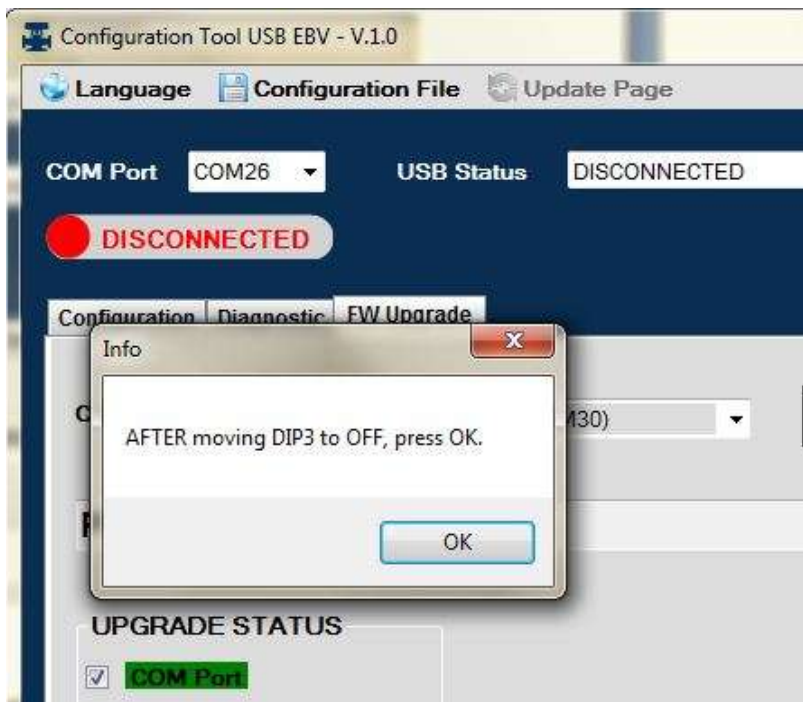 Configuration Tool USB EBV - V.1.0
Language Configuration File Update Page
COM Port COM26 USB Status DISCONNECTED
DISCONNECTED
Configuration Diagnostic FW Upgrade
Info
AFTER moving DIP3 to OFF, press OK.
OK
UPGRADE STATUS
COM Port